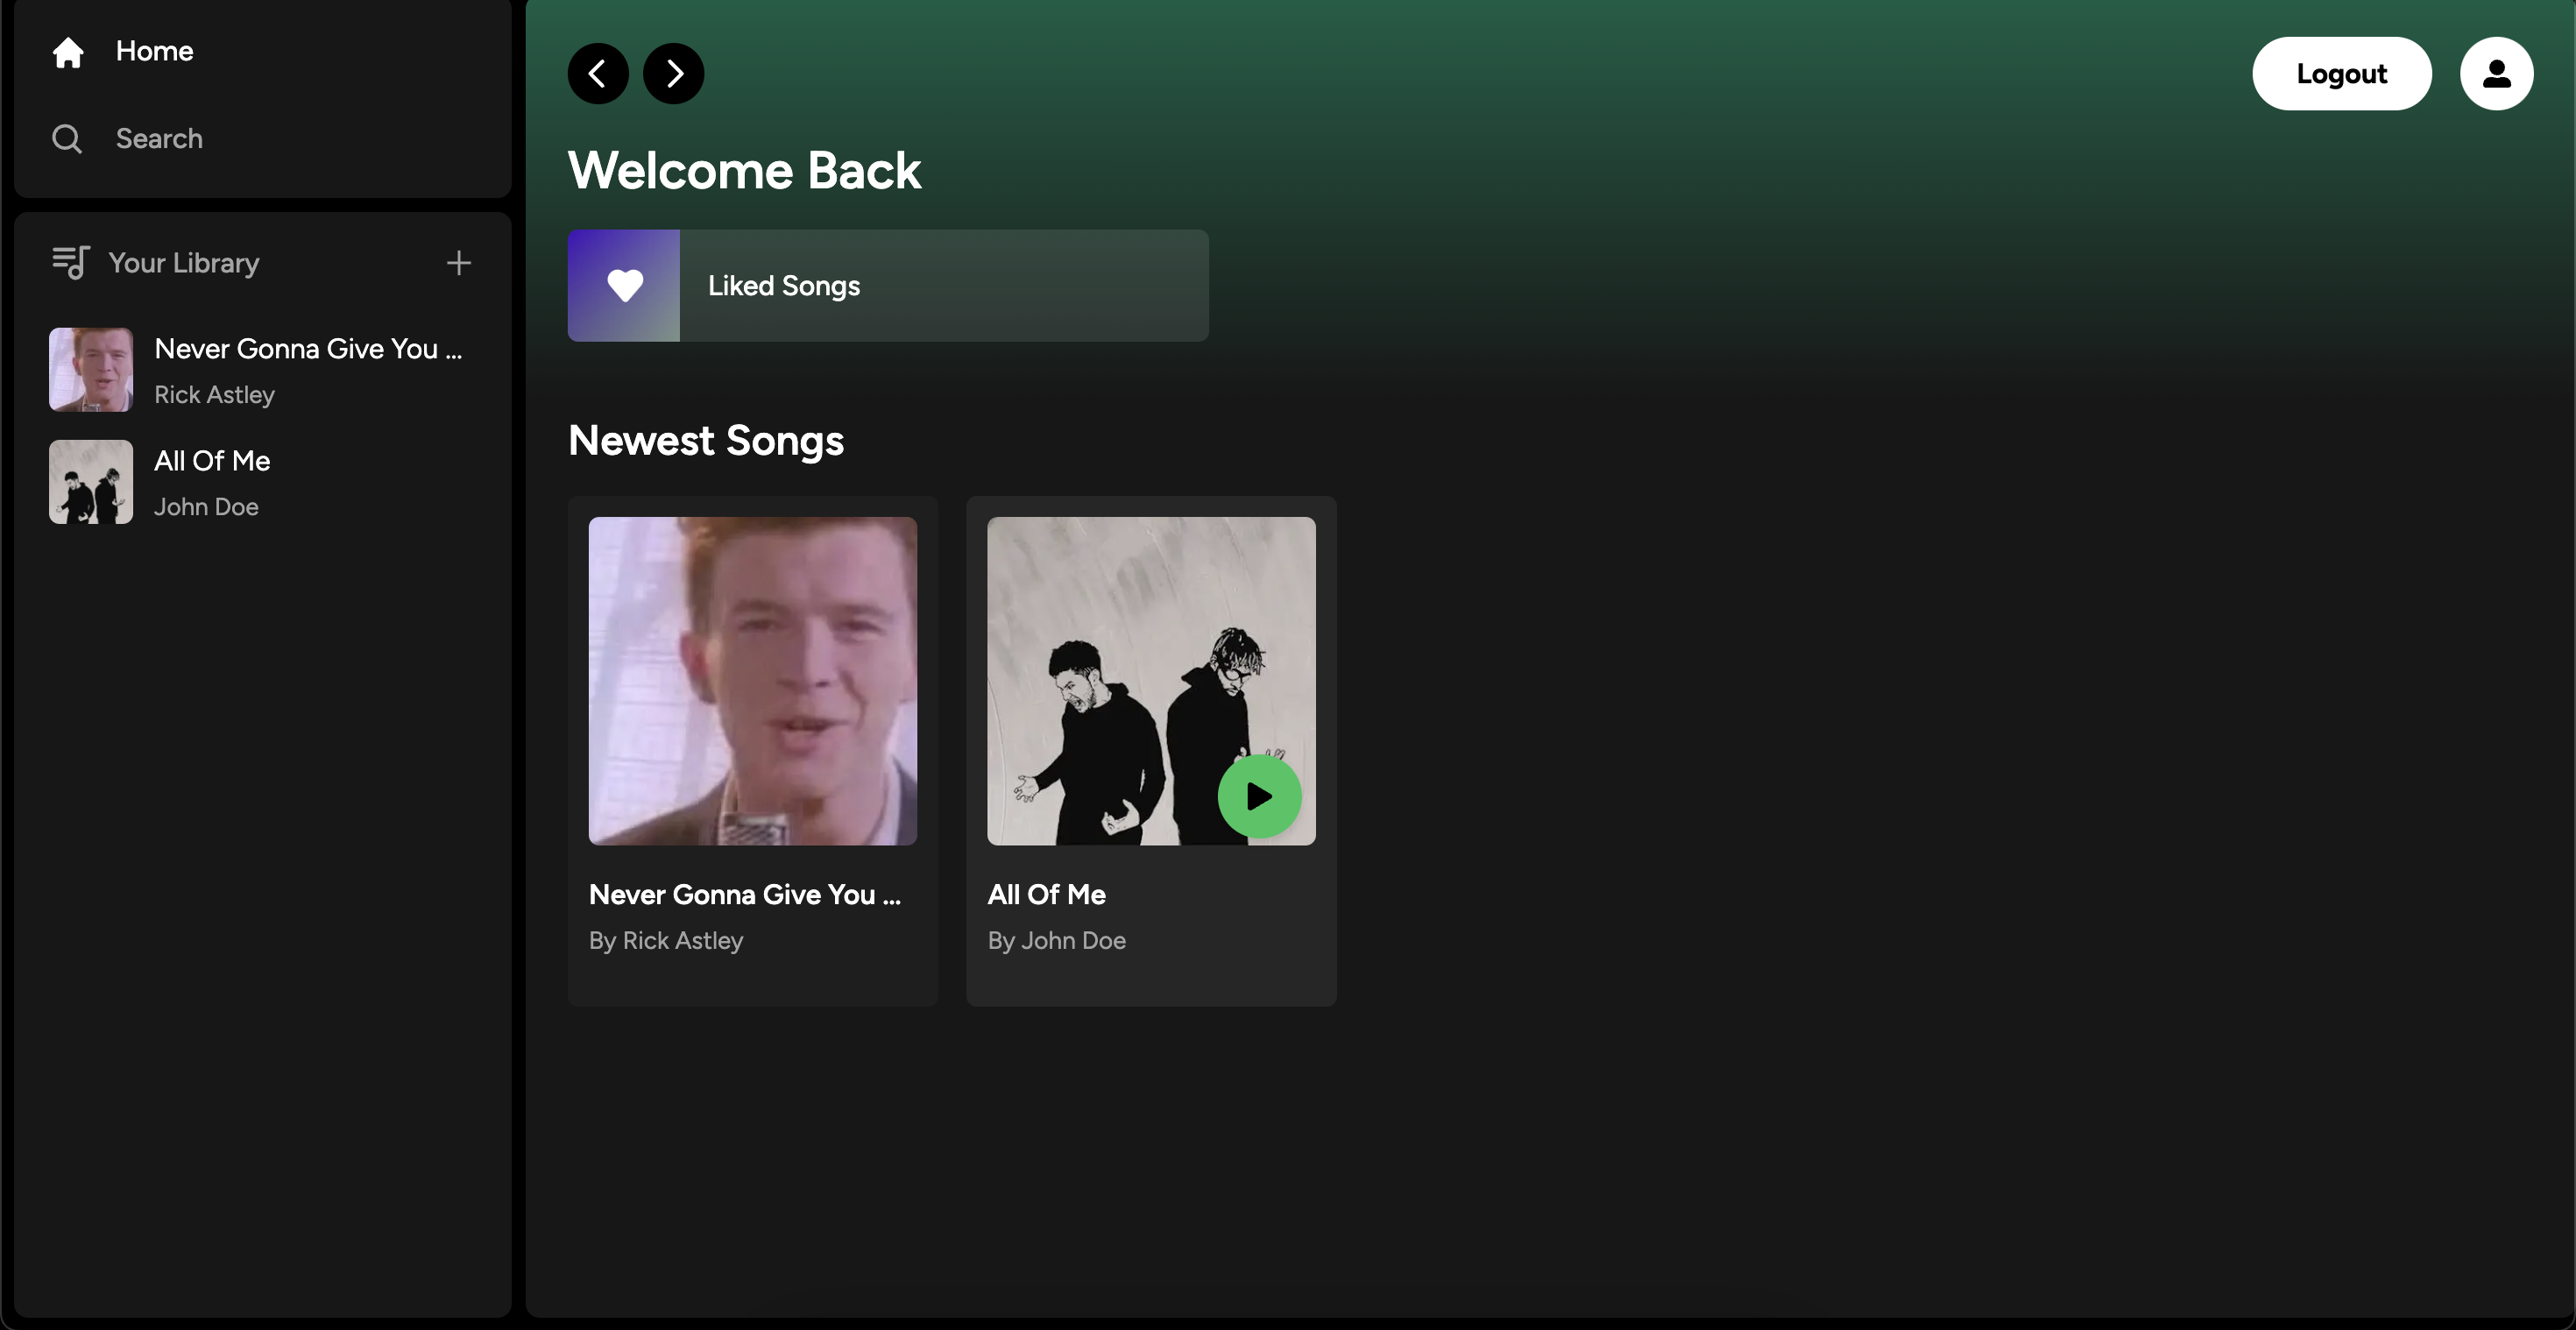 Home
Search
Your Library
Never Gonna Give You ...
Rick Astley
All Of Me
John Doe
Logout
Welcome Back
Liked Songs
Newest Songs
Never Gonna Give You ...
By Rick Astley
All Of Me
By John Doe